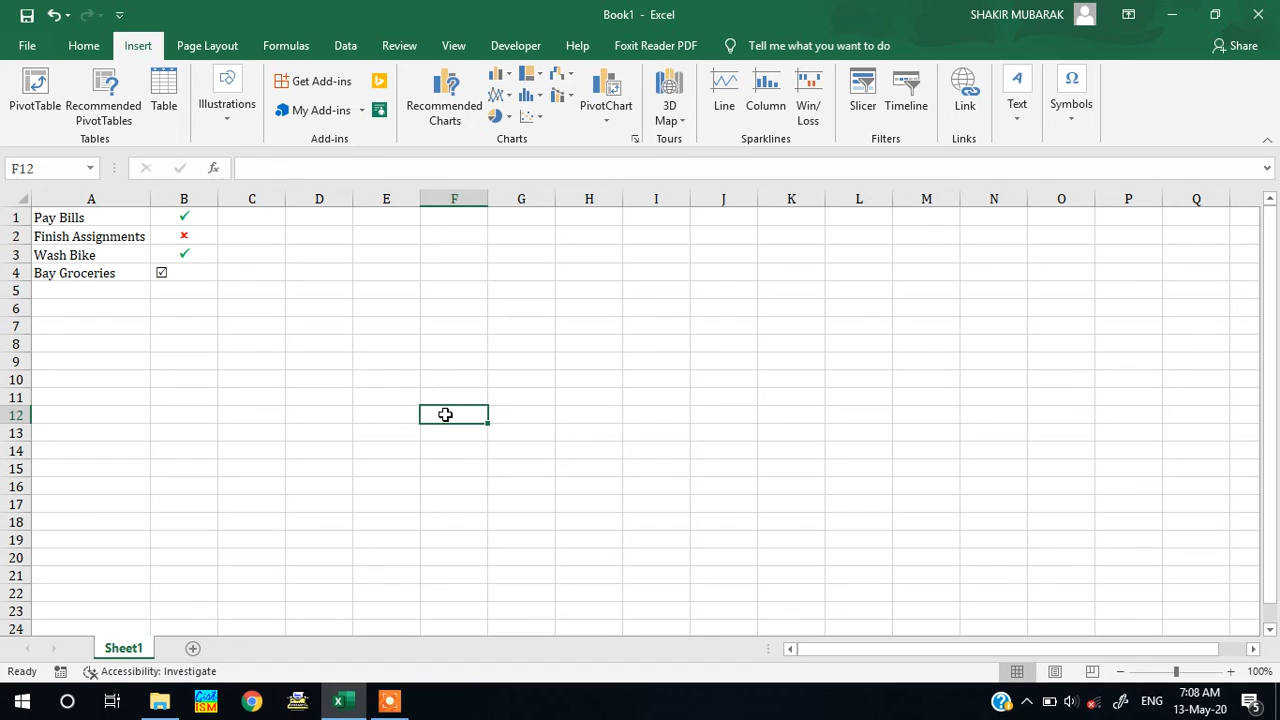 Book1 - Excel
SHAKIR MUBARAK
File Home Insert Page Layout Formulas Data Review View Developer Help Foxit Reader PDF Tell me what you want to do Share
PivotTable
Recommended
PivotTables
Table
Tables
Illustrations
Get Add-ins
My Add-ins
Add-ins
Recommended
Charts
PivotChart
Charts
3D
Map
Tours
Line
Column
Win/
Loss
Sparklines
Slicer
Timeline
Filters
Link
Links
Text
Symbols
F12
fx
A B C D E F G H I J K L M N O P Q
1 Pay Bills ✓
2 Finish Assignments ×
3 Wash Bike ✓
4 Bay Groceries ☑
5
6
7
8
9
10
11
12
13
14
15
16
17
18
19
20
21
22
23
24
Sheet1
Ready
Accessibility: Investigate
100%
ISM
ENG
7:08 AM
13-May-20
5